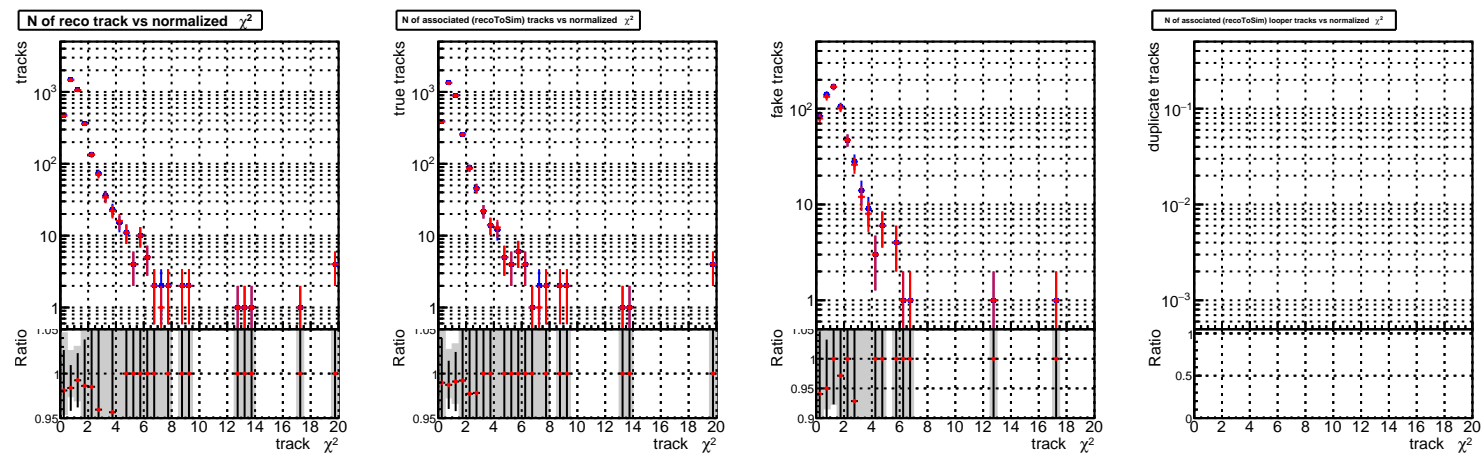 N of reco track vs normalized χ²
tracks
10³
10²
10
1
Ratio
1.05
1
0.95
0 2 4 6 8 10 12 14 16 18 20
track χ²
N of associated (recoToSim) tracks vs normalized χ²
true tracks
10³
10²
10
1
Ratio
1.05
1
0.95
0 2 4 6 8 10 12 14 16 18 20
track χ²
fake tracks
10²
10
1
Ratio
1.05
1
0.95
0.9
0 2 4 6 8 10 12 14 16 18 20
track χ²
N of associated (recoToSim) looper tracks vs normalized χ²
duplicate tracks
10⁻¹
10⁻²
10⁻³
Ratio
1
0.5
0
0 2 4 6 8 10 12 14 16 18 20
track χ²